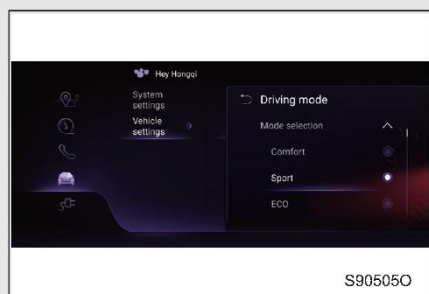 Hey Hongqi
System
settings
Vehicle
settings
Driving mode
Mode selection
Comfort
Sport
ECO
S90505O